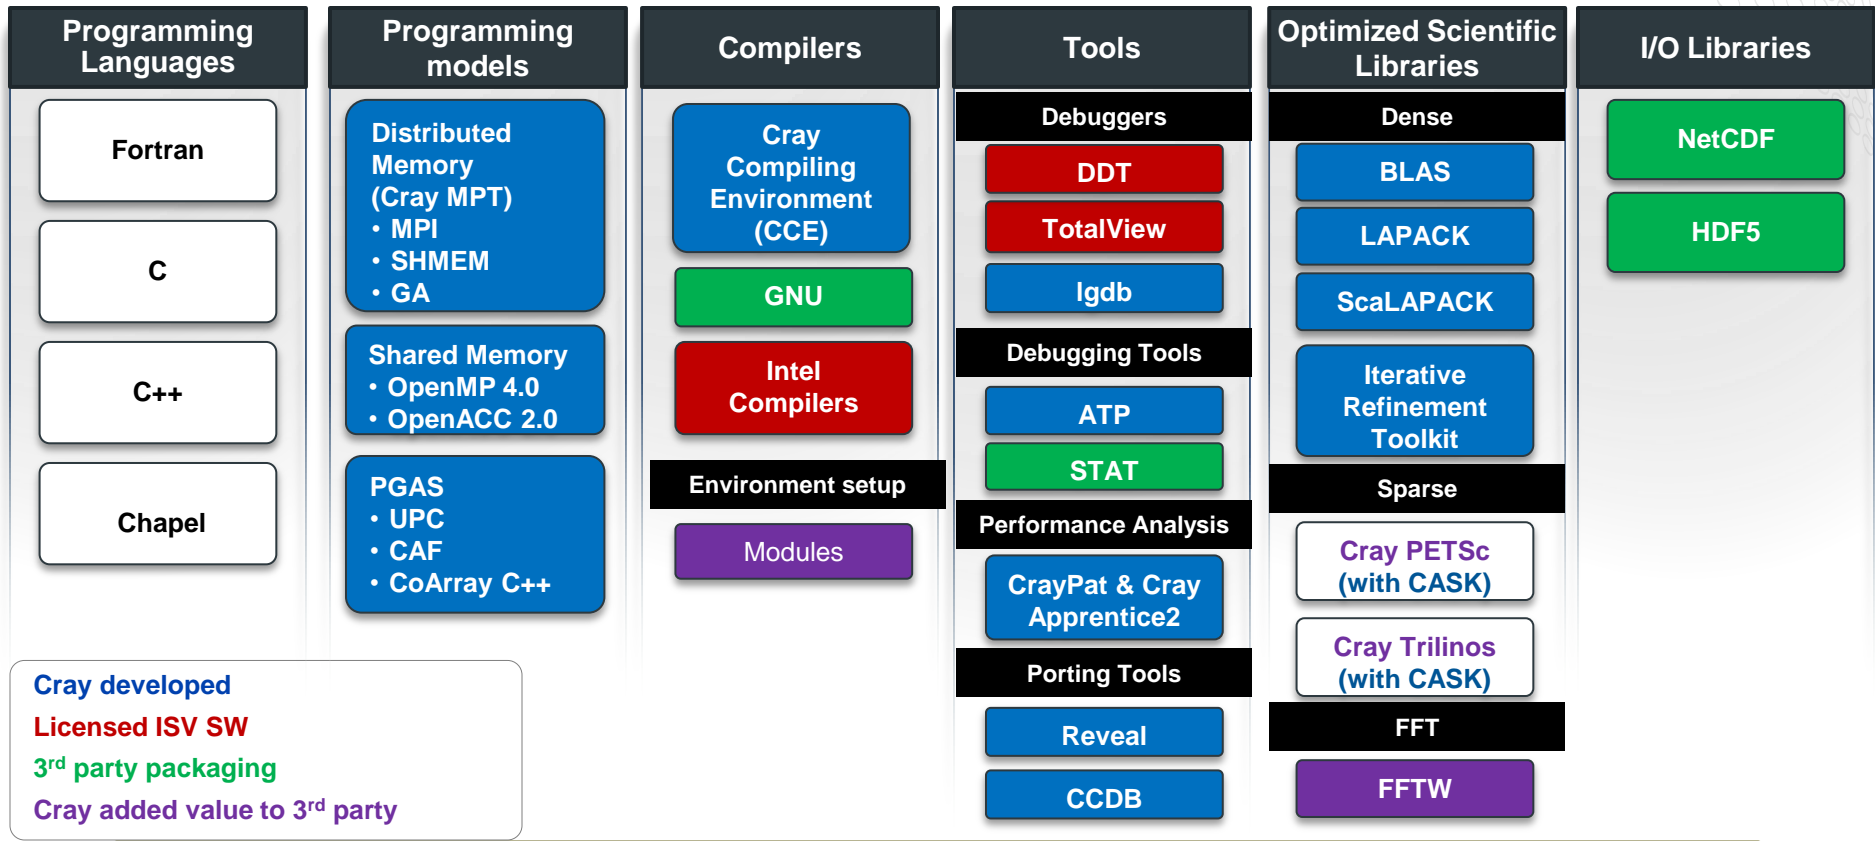 Programming
Languages
Fortran
C
C++
Chapel
Programming
models
Distributed
Memory
(Cray MPT)
• MPI
• SHMEM
• GA
Shared Memory
• OpenMP 4.0
• OpenACC 2.0
PGAS
• UPC
• CAF
• CoArray C++
Compilers
Cray
Compiling
Environment
(CCE)
GNU
Intel
Compilers
Environment setup
Modules
Tools
Debuggers
DDT
TotalView
lgdb
Debugging Tools
ATP
STAT
Performance Analysis
CrayPat & Cray
Apprentice2
Porting Tools
Reveal
CCDB
Optimized Scientific
Libraries
Dense
BLAS
LAPACK
ScaLAPACK
Iterative
Refinement
Toolkit
Sparse
Cray PETSc
(with CASK)
Cray Trilinos
(with CASK)
FFT
FFTW
I/O Libraries
NetCDF
HDF5
Cray developed
Licensed ISV SW
3rd party packaging
Cray added value to 3rd party